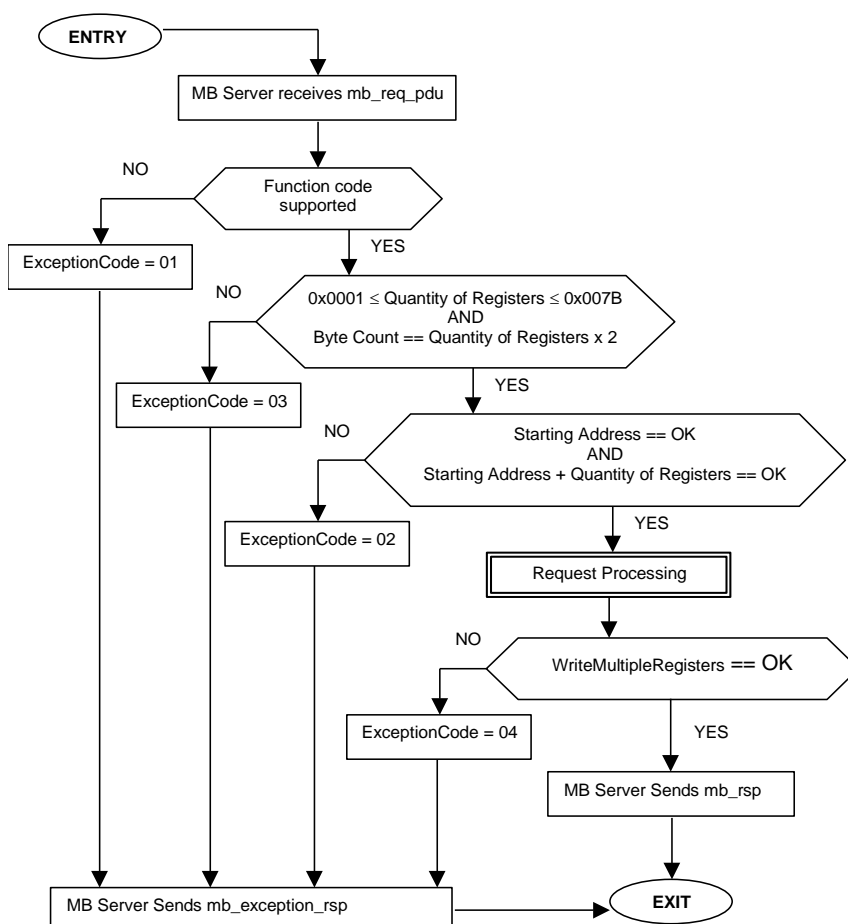 ENTRY
MB Server receives mb_req_pdu
NO
Function code
supported
YES
ExceptionCode = 01
NO
0x0001 ≤ Quantity of Registers ≤ 0x007B
AND
Byte Count == Quantity of Registers x 2
YES
ExceptionCode = 03
NO
Starting Address == OK
AND
Starting Address + Quantity of Registers == OK
YES
ExceptionCode = 02
Request Processing
NO
WriteMultipleRegisters == OK
YES
ExceptionCode = 04
MB Server Sends mb_rsp
MB Server Sends mb_exception_rsp
EXIT